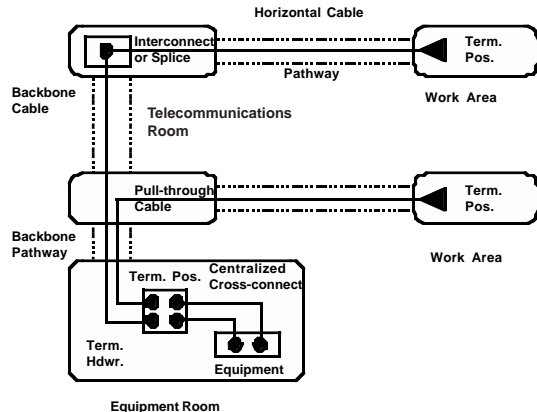 Horizontal Cable
Interconnect
or Splice
Term.
Pos.
Pathway
Backbone
Cable
Work Area
Telecommunications
Room
Pull-through
Cable
Term.
Pos.
Backbone
Pathway
Work Area
Term. Pos.
Centralized
Cross-connect
Term.
Hdwr.
Equipment
Equipment Room